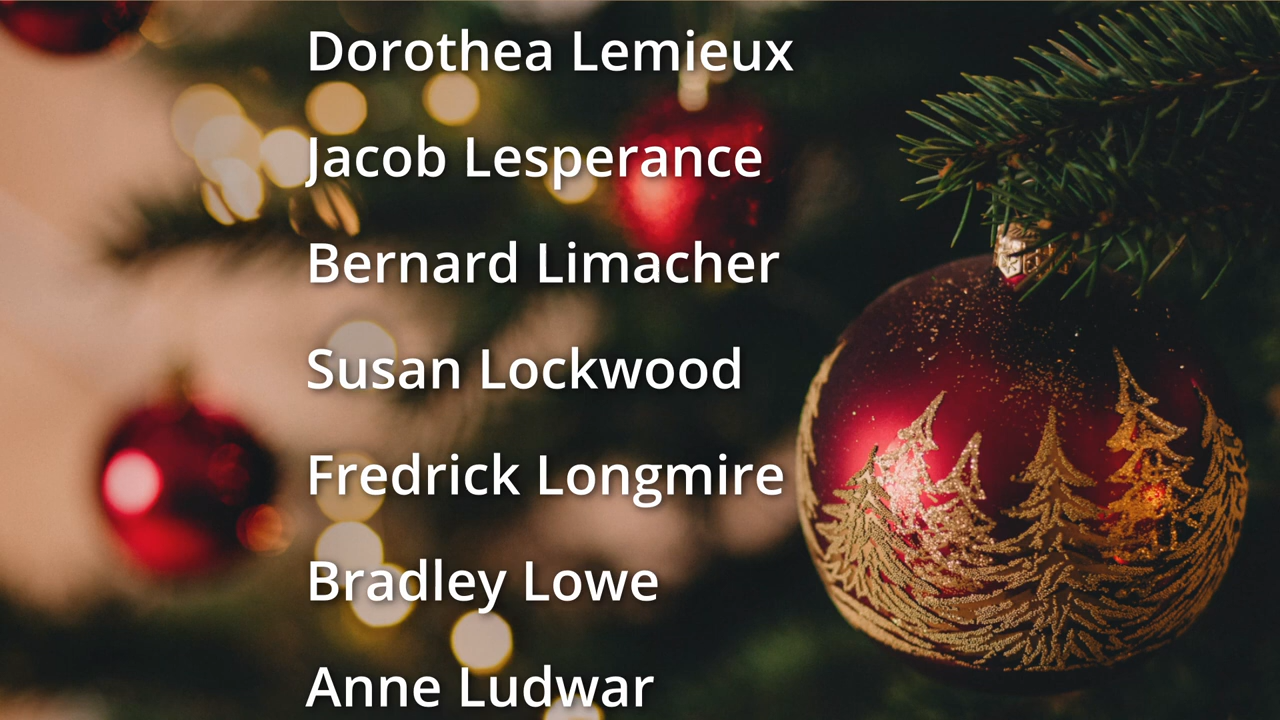 Dorothea Lemieux
Jacob Lesperance
Bernard Limacher
Susan Lockwood
Fredrick Longmire
Bradley Lowe
Anne Ludwar